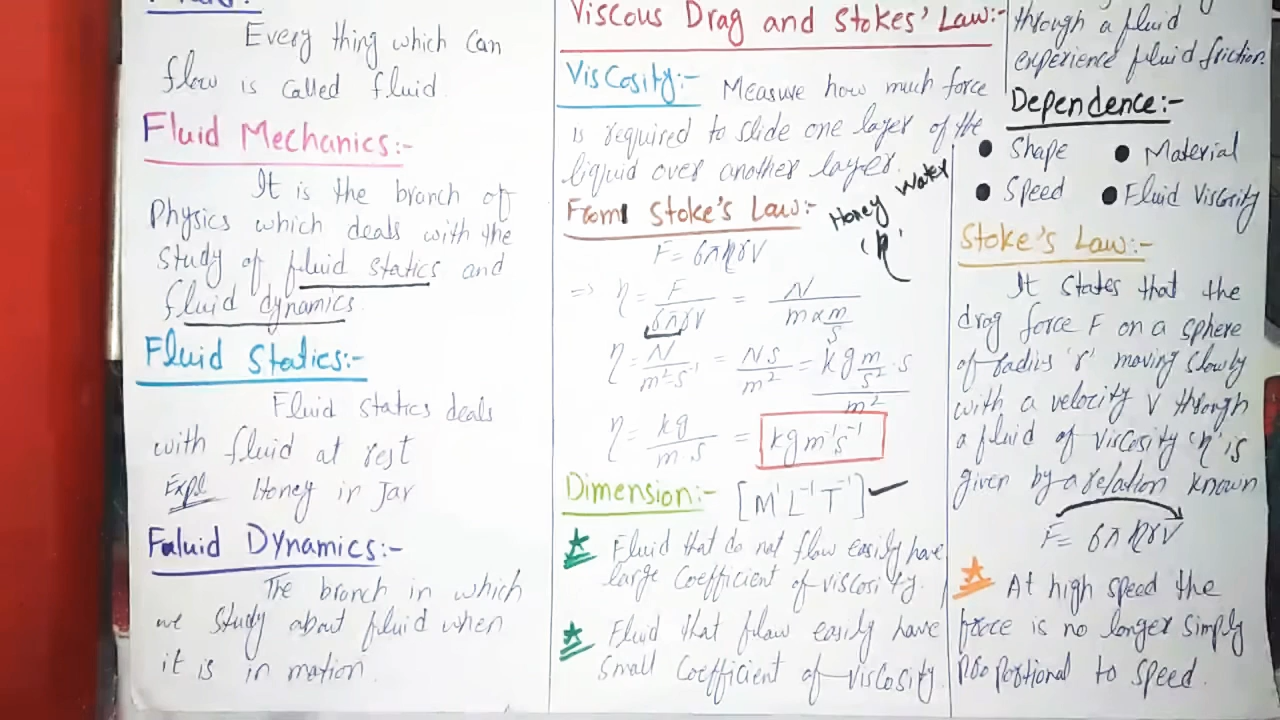 Every thing which Can
flow is called fluid.
Fluid Mechanics:-
It is the branch of
Physics which deals with the
study of fluid statics and
fluid dynamics.
Fluid Statics:-
Fluid statics deals
with fluid at rest
Expl Honey in Jar
Faluid Dynamics:-
The branch in which
we study about fluid when
it is in mation.
Viscous Drag and Stokes' Law:-
Viscosity:- Measure how much force
is required to slide one layer of the
liquid over another layer.
From Stoke's Law:-
Honey Water
'η'
F = 6πηrV
⇒ η = F/6πrV = N/m×m/s
η = N/m²s⁻¹ = Ns/m² = kg m/s² · s/m²
η = kg/m·s = kgm⁻¹s⁻¹
Dimension:- [M¹L⁻¹T⁻¹]
Fluid that do not flow easily have
large Coefficient of viscosity.
Fluid that flow easily have
small Coefficient of viscosity.
through a fluid
experience fluid friction.
Dependence:-
• Shape • Material
• Speed • Fluid Viscosity
Stoke's Law:-
It states that the
drag force F on a sphere
of radius 'r' moving slowly
with a velocity V through
a fluid of viscosity 'η' is
given by a relation known
F = 6πηrV
At high speed the
force is no longer simply
proportional to speed.